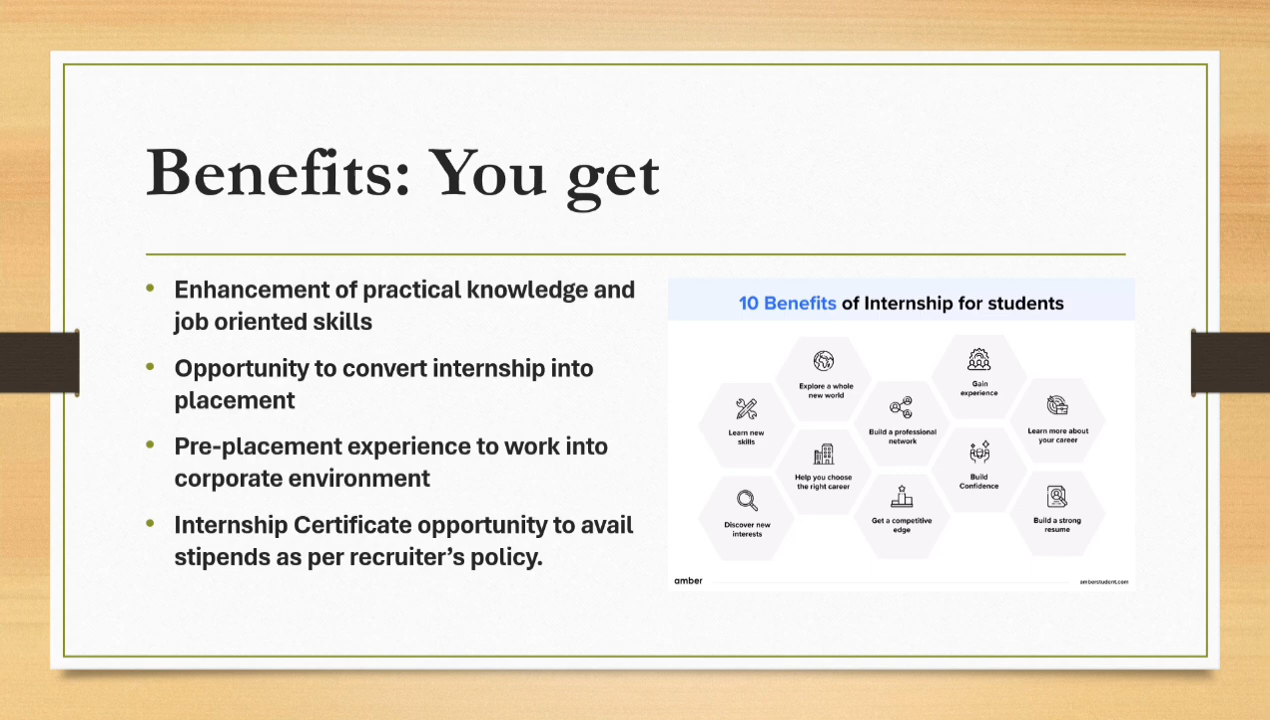 Benefits: You get
• Enhancement of practical knowledge and
job oriented skills
• Opportunity to convert internship into
placement
• Pre-placement experience to work into
corporate environment
• Internship Certificate opportunity to avail
stipends as per recruiter’s policy.
10 Benefits of Internship for students
Explore a whole
new world
Gain
experience
Learn new
skills
Build a professional
network
Learn more about
your career
Help you choose
the right career
Build
Confidence
Discover new
interests
Get a competitive
edge
Build a strong
resume
amber
amberstudent.com